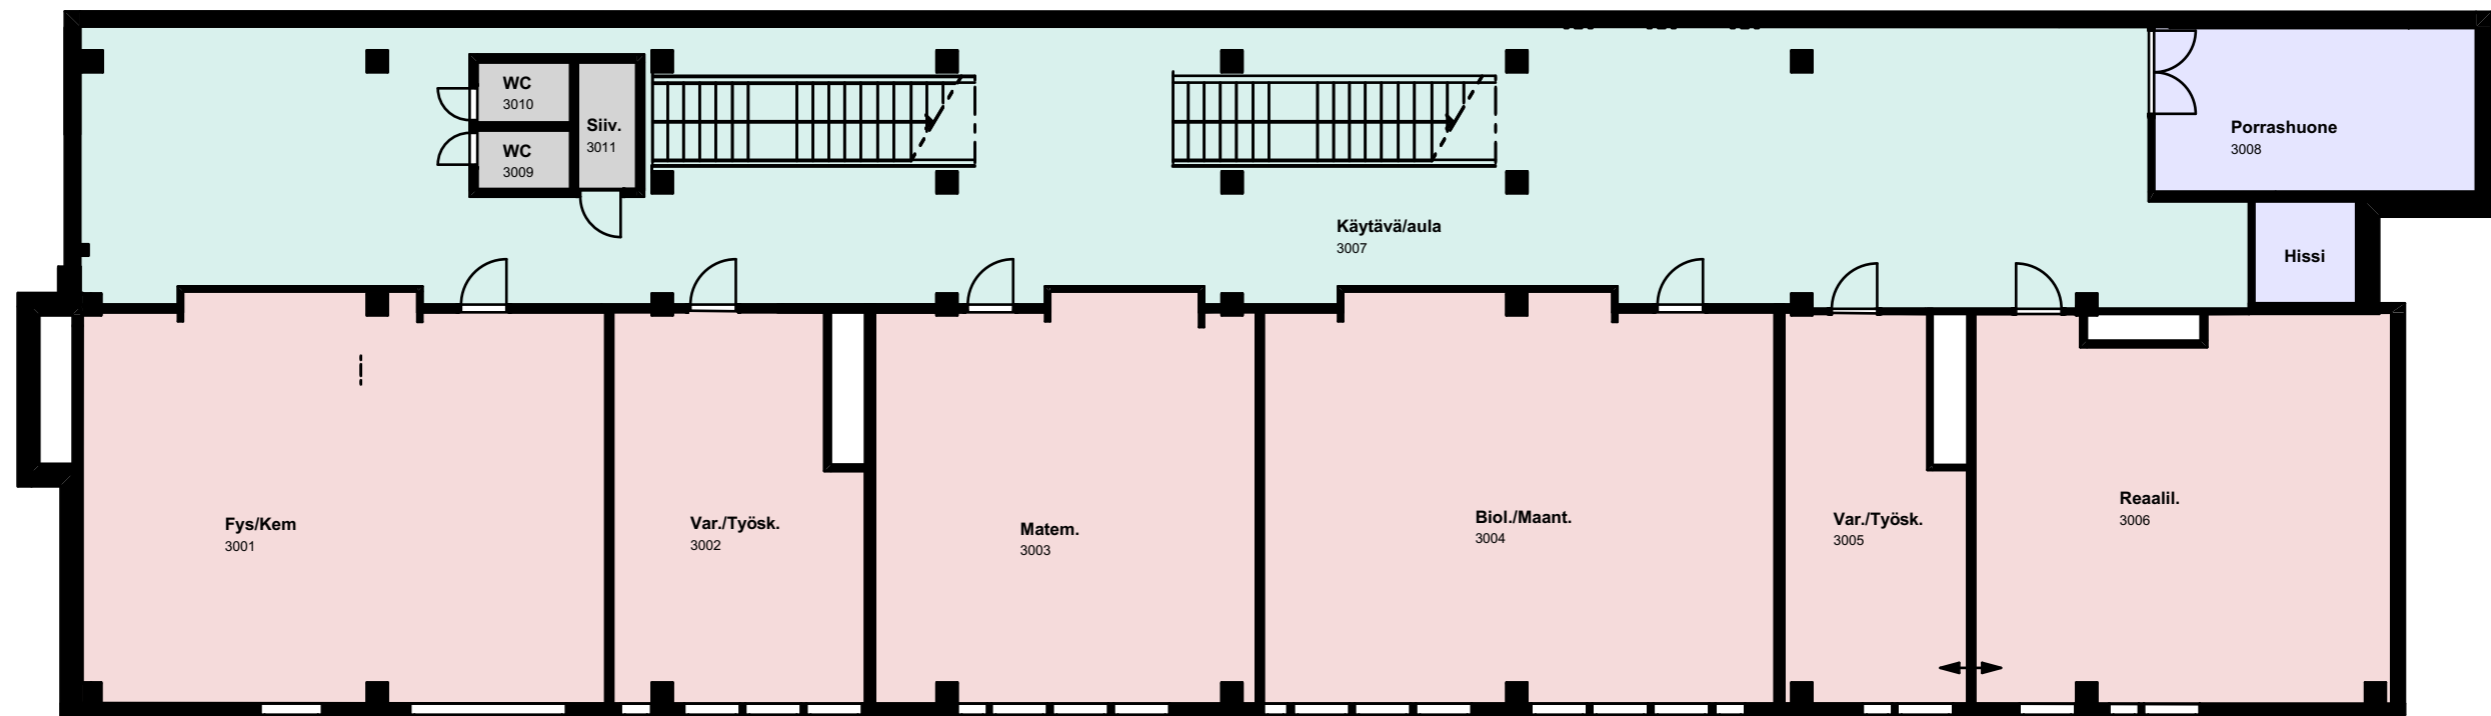 WC
3010
Siiv.
3011
WC
3009
Porrashuone
3008
Käytävä/aula
3007
Hissi
Fys/Kem
3001
Var./Työsk.
3002
Matem.
3003
Biol./Maant.
3004
Var./Työsk.
3005
Reaalil.
3006